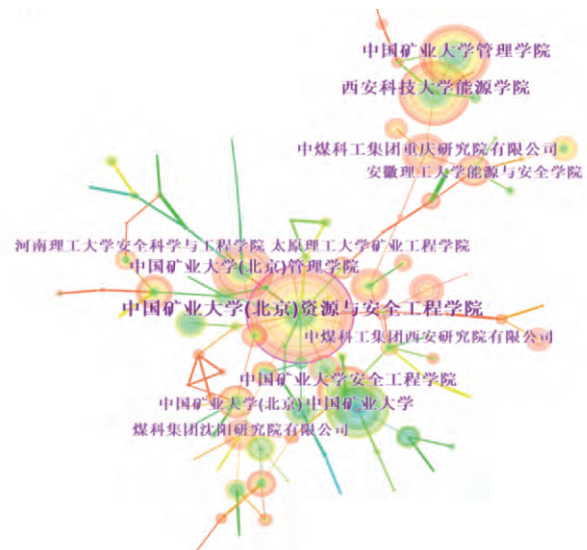 中国矿业大学管理学院
西安科技大学能源学院
中煤科工集团重庆研究院有限公司
安徽理工大学能源与安全学院
河南理工大学安全科学与工程学院 太原理工大学矿业工程学院
中国矿业大学(北京)管理学院
中国矿业大学(北京)资源与安全工程学院
中煤科工集团西安研究院有限公司
中国矿业大学安全工程学院
中国矿业大学(北京)中国矿业大学
煤科集团沈阳研究院有限公司